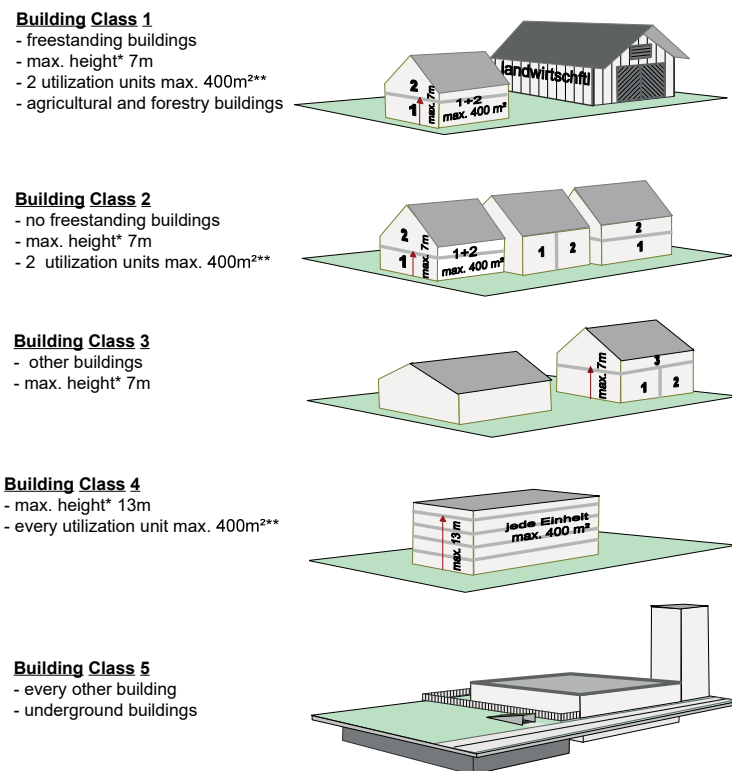 Building Class 1
- freestanding buildings
- max. height* 7m
- 2 utilization units max. 400m²**
- agricultural and forestry buildings
landwirtschftl
2
1
max. 7m
1+2
max. 400 m²
Building Class 2
- no freestanding buildings
- max. height* 7m
- 2 utilization units max. 400m²**
2
1
max. 7m
1+2
max. 400 m²
1
2
2
1
Building Class 3
- other buildings
- max. height* 7m
max. 7m
3
1
2
Building Class 4
- max. height* 13m
- every utilization unit max. 400m²**
max. 13 m
jede Einheit
max. 400 m²
Building Class 5
- every other building
- underground buildings